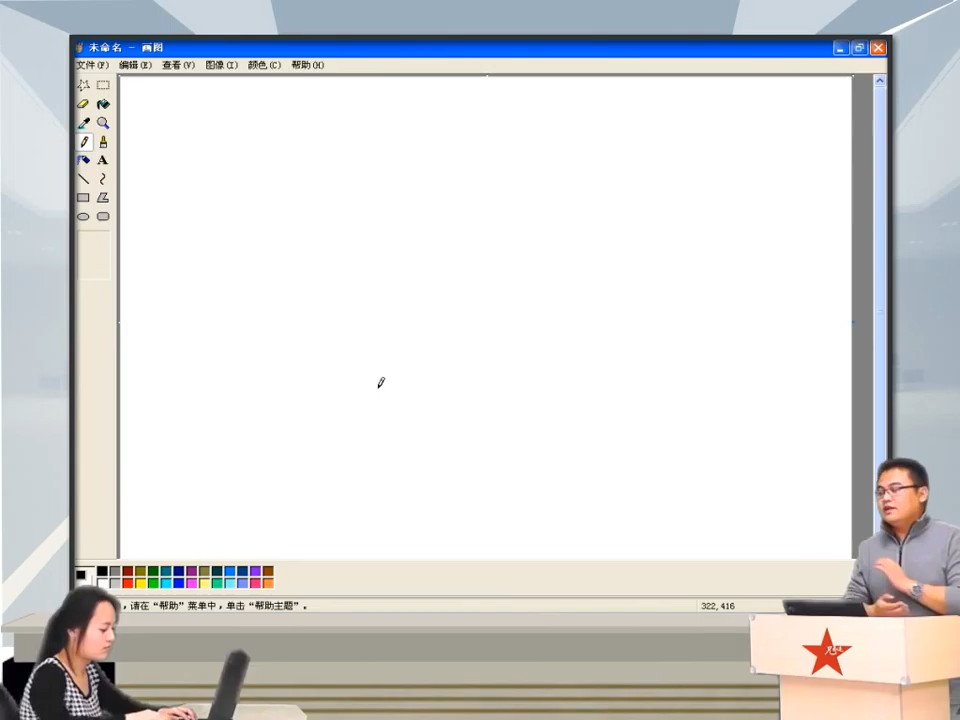 未命名 - 画图
文件(F) 编辑(E) 查看(V) 图像(I) 颜色(C) 帮助(H)
A
，请在“帮助”菜单中，单击“帮助主题”。
322,416